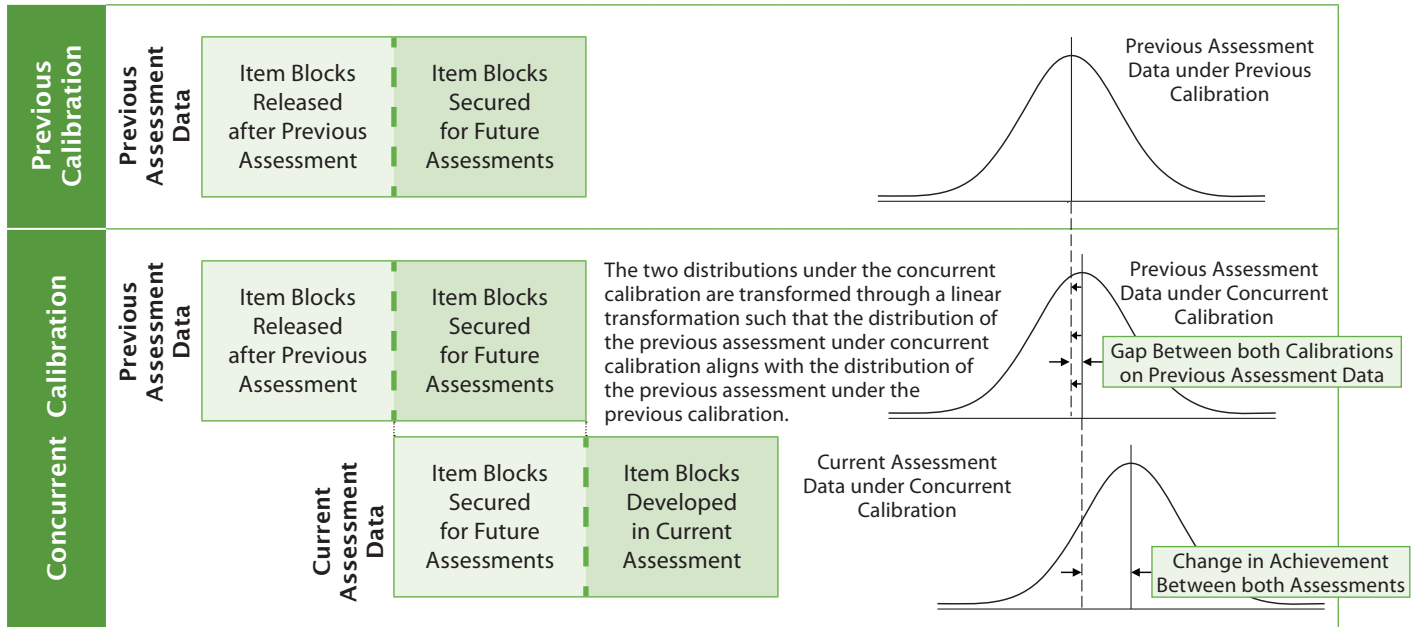 Previous
Calibration
Previous
Assessment
Data
Item Blocks
Released
after Previous
Assessment
Item Blocks
Secured
for Future
Assessments
Previous Assessment
Data under Previous
Calibration
Concurrent Calibration
Previous
Assessment
Data
Item Blocks
Released
after Previous
Assessment
Item Blocks
Secured
for Future
Assessments
The two distributions under the concurrent
calibration are transformed through a linear
transformation such that the distribution of
the previous assessment under concurrent
calibration aligns with the distribution of
the previous assessment under the
previous calibration.
Previous Assessment
Data under Concurrent
Calibration
Gap Between both Calibrations
on Previous Assessment Data
Current
Assessment
Data
Item Blocks
Secured
for Future
Assessments
Item Blocks
Developed
in Current
Assessment
Current Assessment
Data under Concurrent
Calibration
Change in Achievement
Between both Assessments